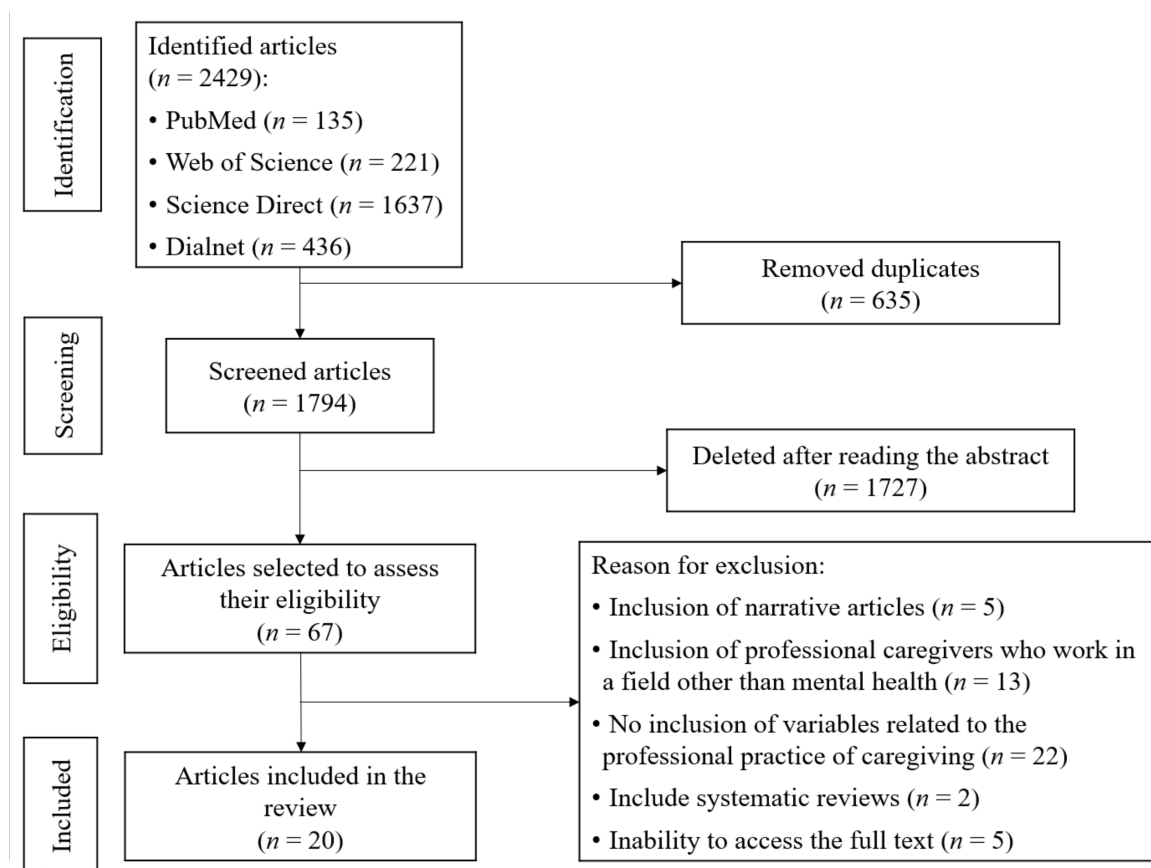 Identification
Identified articles
(n = 2429):
• PubMed (n = 135)
• Web of Science (n = 221)
• Science Direct (n = 1637)
• Dialnet (n = 436)
Removed duplicates
(n = 635)
Screening
Screened articles
(n = 1794)
Deleted after reading the abstract
(n = 1727)
Eligibility
Articles selected to assess
their eligibility
(n = 67)
Reason for exclusion:
• Inclusion of narrative articles (n = 5)
• Inclusion of professional caregivers who work in
a field other than mental health (n = 13)
• No inclusion of variables related to the
professional practice of caregiving (n = 22)
• Include systematic reviews (n = 2)
• Inability to access the full text (n = 5)
Included
Articles included in the
review
(n = 20)